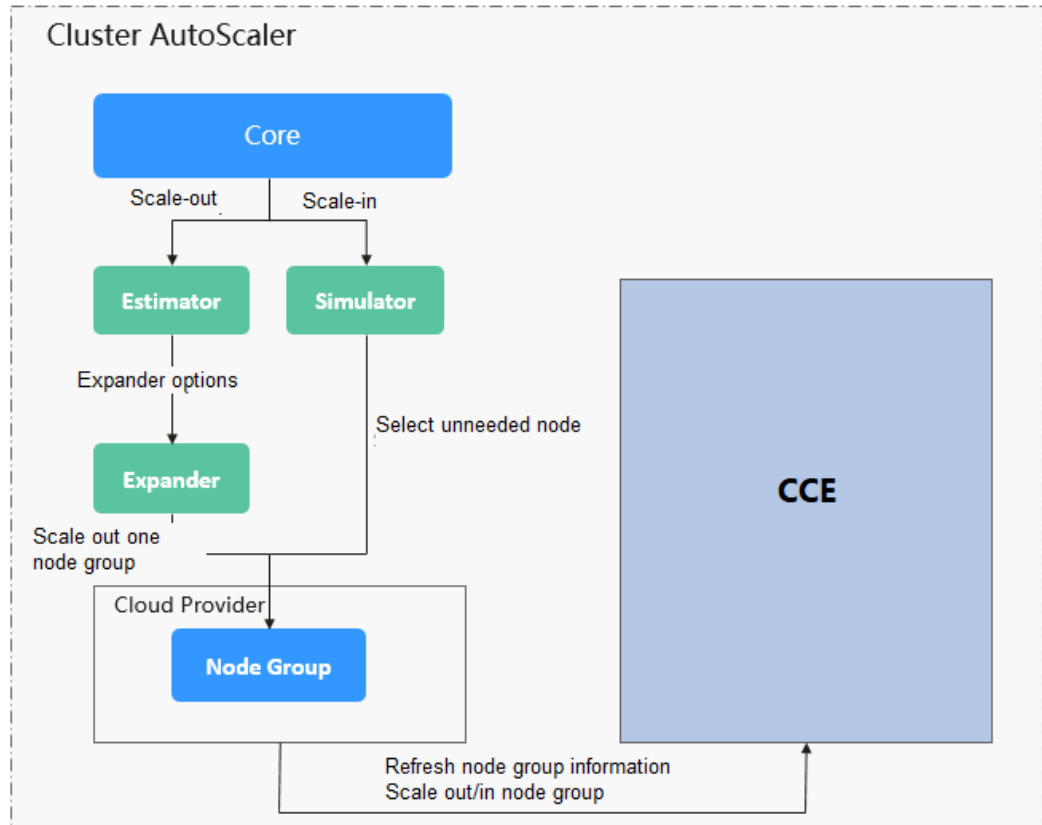 Cluster AutoScaler
Core
Scale-out
Scale-in
Estimator
Simulator
Expander options
Select unneeded node
Expander
CCE
Scale out one
node group
Cloud Provider
Node Group
Refresh node group information
Scale out/in node group